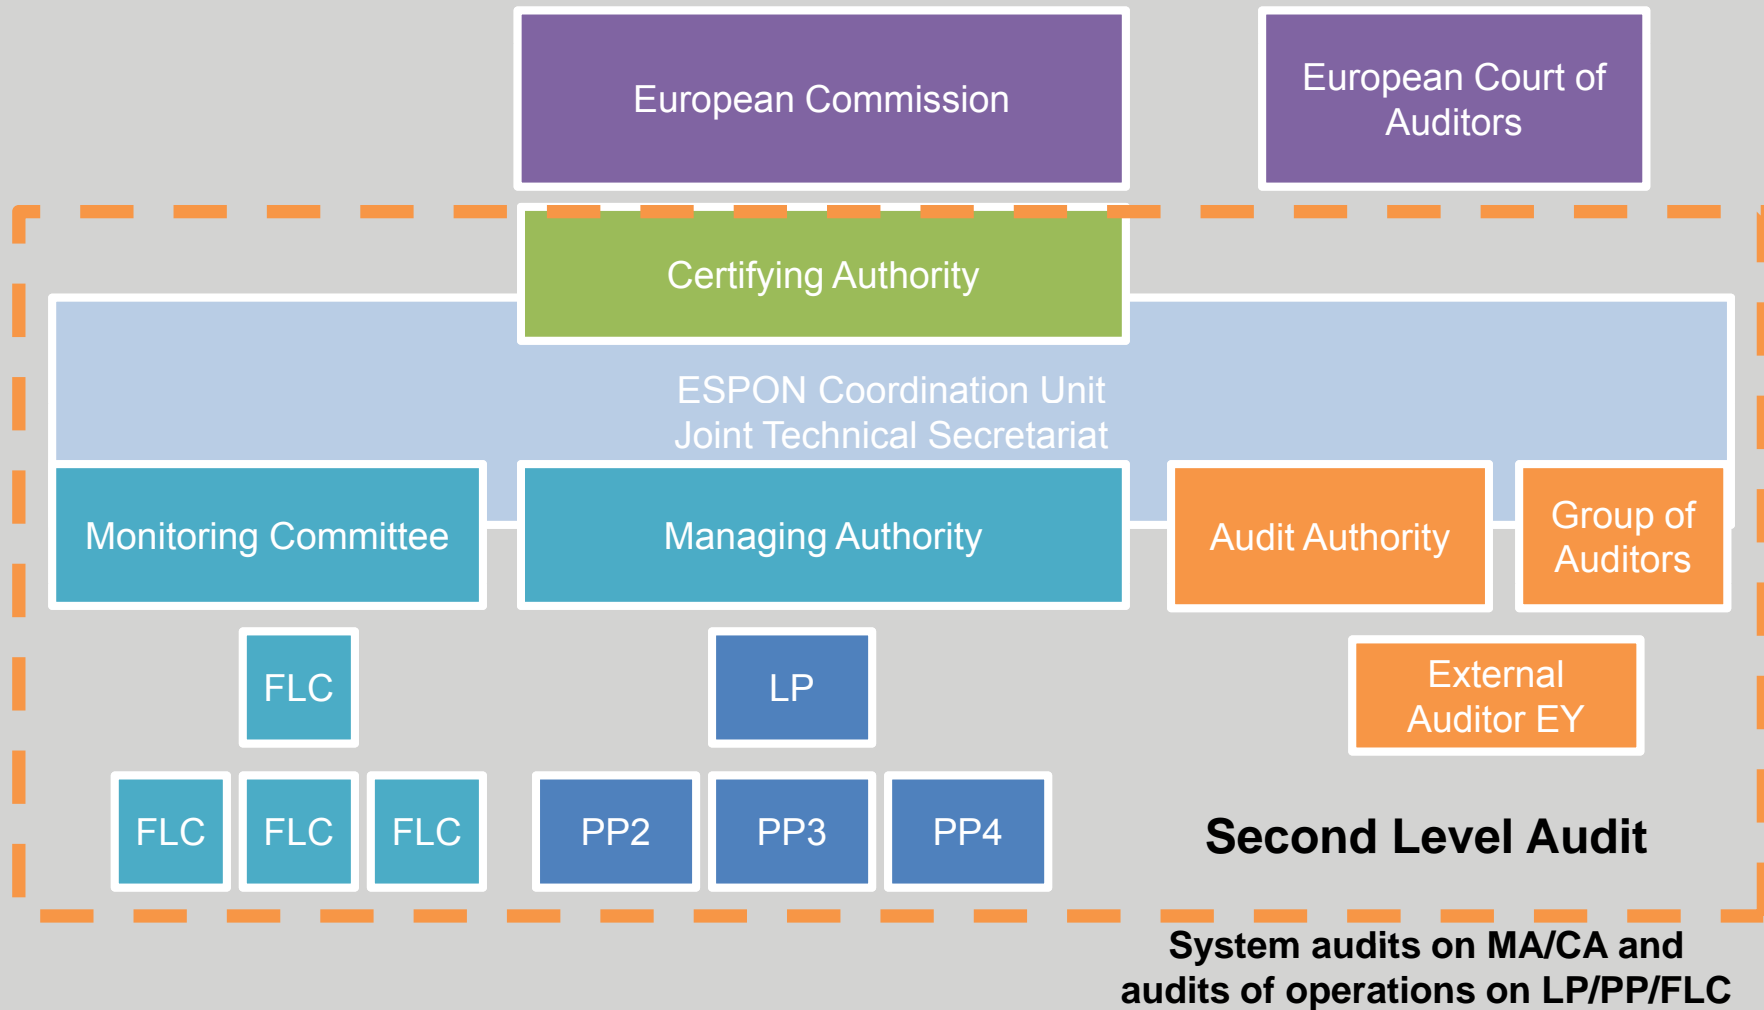 European Commission
European Court of
Auditors
Certifying Authority
ESPON Coordination Unit
Joint Technical Secretariat
Monitoring Committee
Managing Authority
Audit Authority
Group of
Auditors
FLC
LP
External
Auditor EY
FLC
FLC
FLC
PP2
PP3
PP4
Second Level Audit
System audits on MA/CA and
audits of operations on LP/PP/FLC